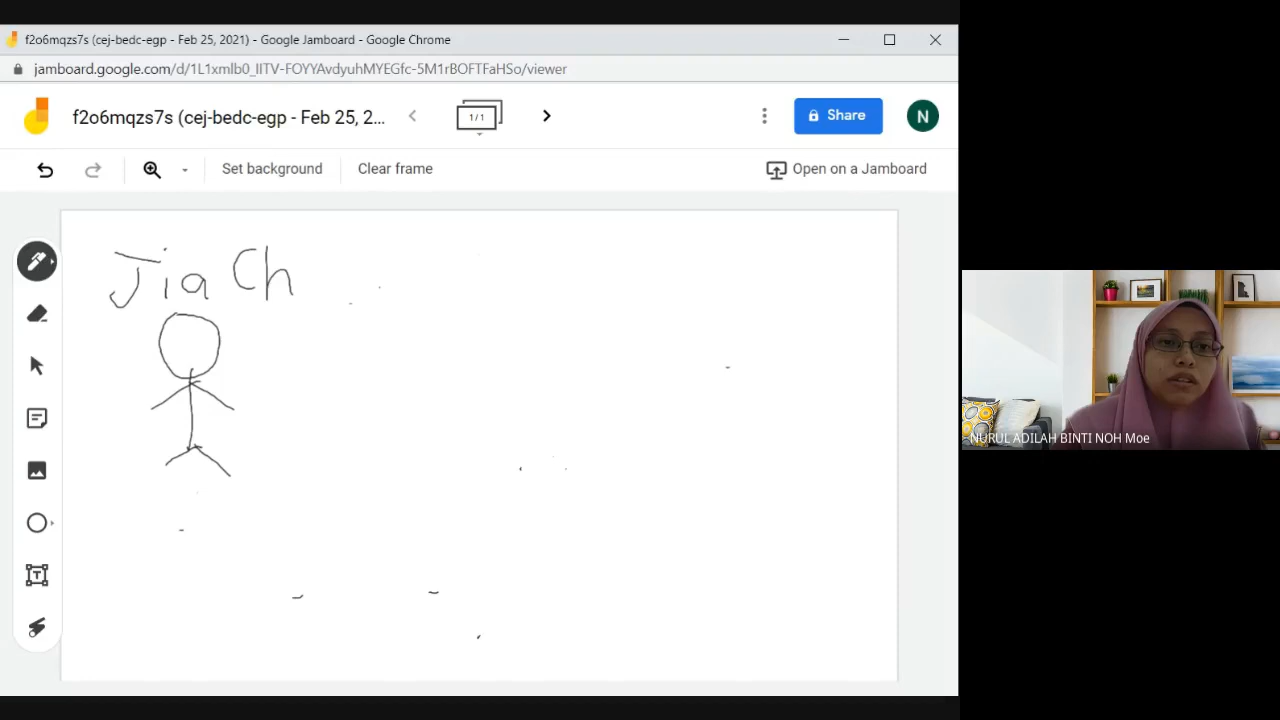 f2o6mqzs7s (cej-bedc-egp - Feb 25, 2021) - Google Jamboard - Google Chrome
jamboard.google.com/d/1L1xmlb0_IITV-FOYYAvdyuhMYEGfc-5M1rBOFTFaHSo/viewer
f2o6mqzs7s (cej-bedc-egp - Feb 25, 2... 1/1 Share N
Set background Clear frame Open on a Jamboard
Jia Ch
T
NURUL ADILAH BINTI NOH Moe